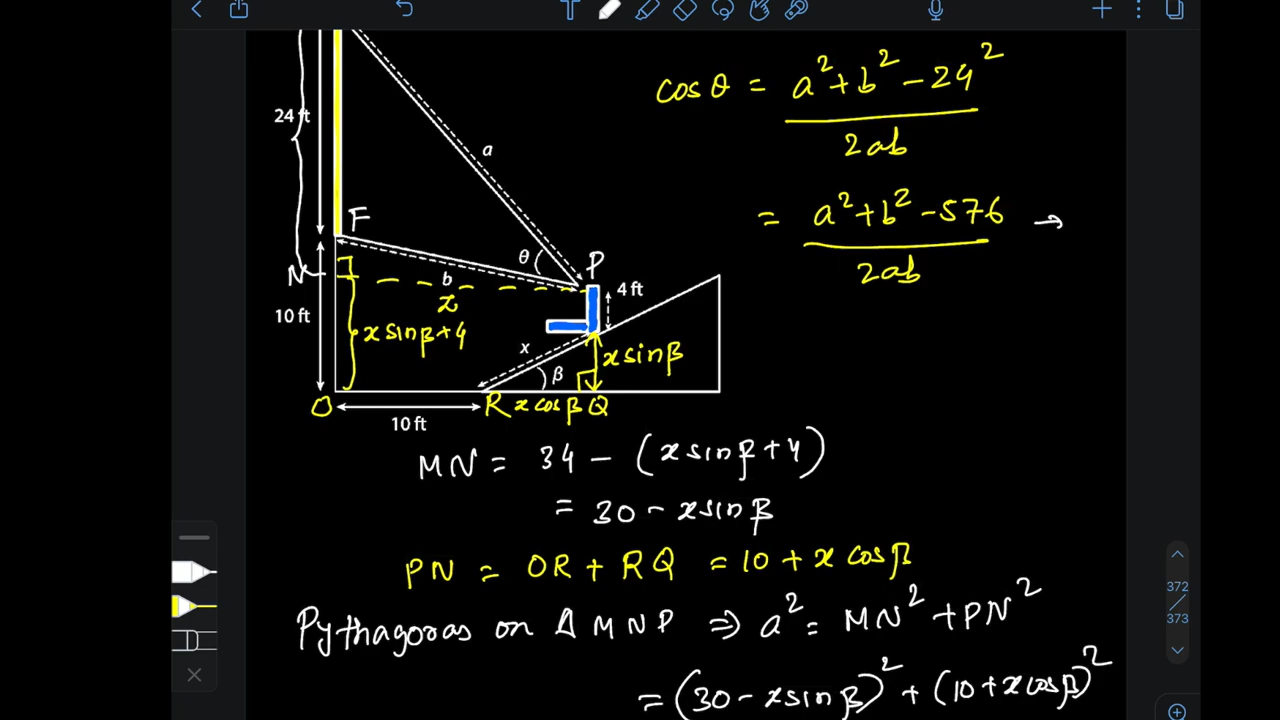 cos θ = a² + b² - 24² / 2ab
= a² + b² - 576 / 2ab →
24 ft
a
F
θ
P
N
b
x
4 ft
10 ft
x sin β + 4
x
β
x sin β
O
R x cos β Q
10 ft
MN = 34 - (x sin β + 4)
= 30 - x sin β
PN = OR + RQ = 10 + x cos β
Pythagoras on Δ MNP ⇒ a² = MN² + PN²
= (30 - x sin β)² + (10 + x cos β)²
372
373